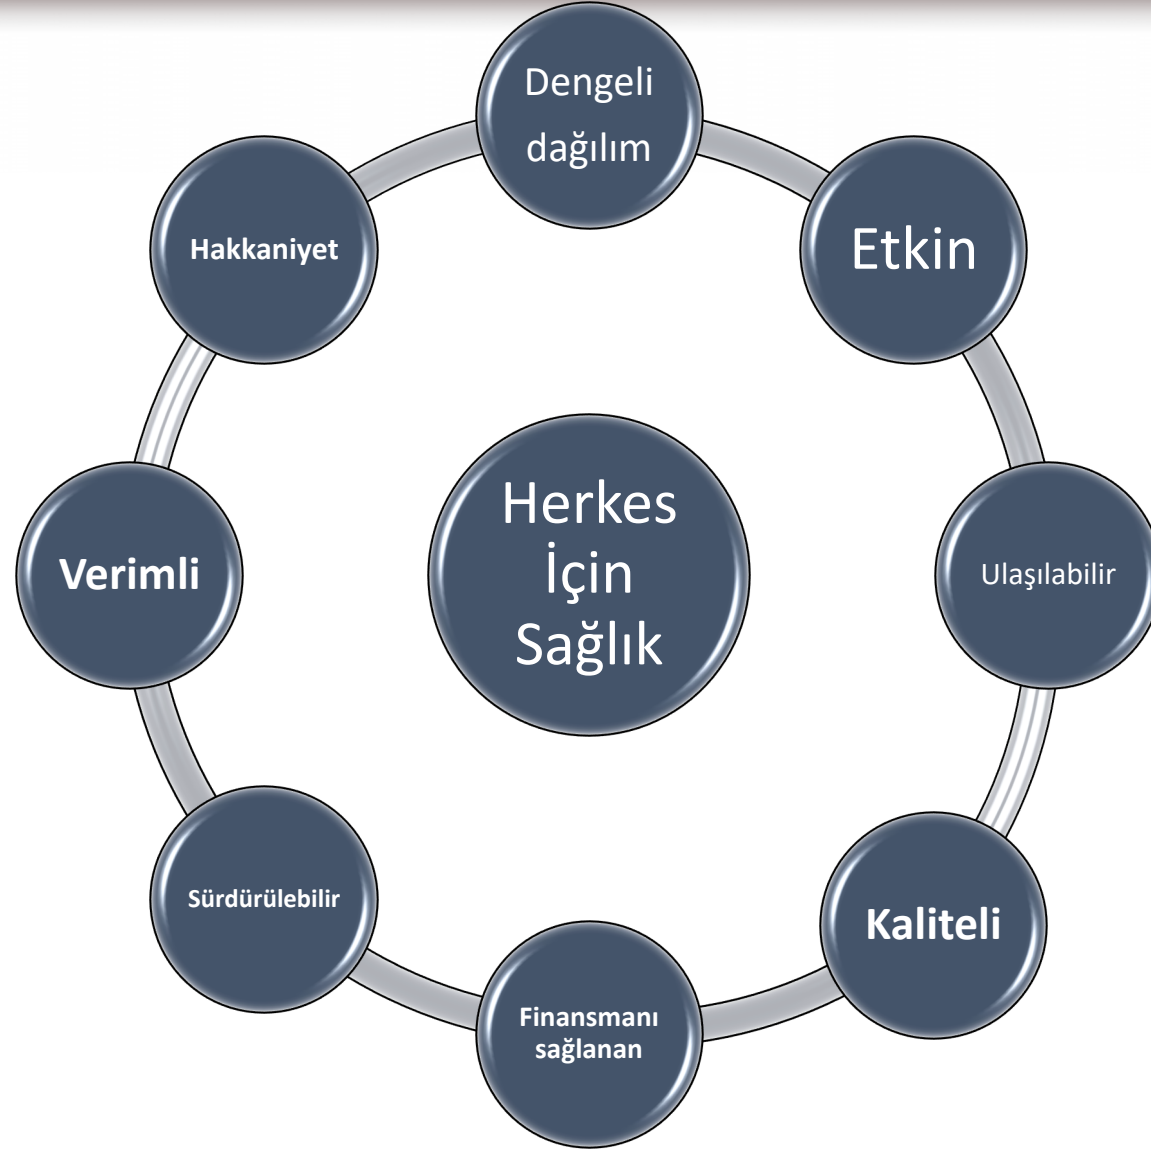 Dengeli
dağılım
Etkin
Ulaşılabilir
Kaliteli
Finansmanı
sağlanan
Sürdürülebilir
Verimli
Hakkaniyet
Herkes
İçin
Sağlık